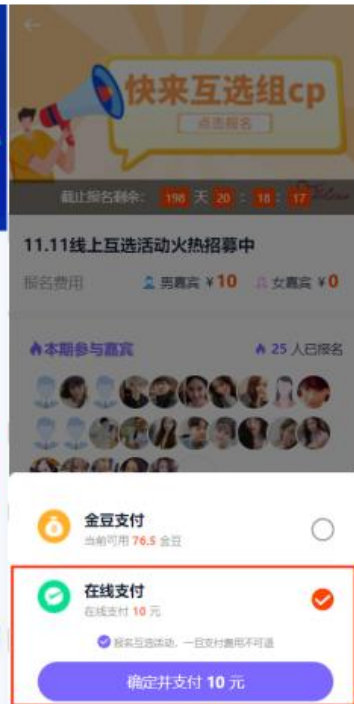 快来互选组cp
点击报名
截止报名剩余： 198 天 20 : 18 : 17
11.11线上互选活动火热招募中
报名费用 男嘉宾 ¥10 女嘉宾 ¥0
本期参与嘉宾 25 人已报名
金豆支付
当前可用 76.5 金豆
在线支付
在线支付 10 元
报名互选活动，一旦支付费用不可退
确定并支付 10 元